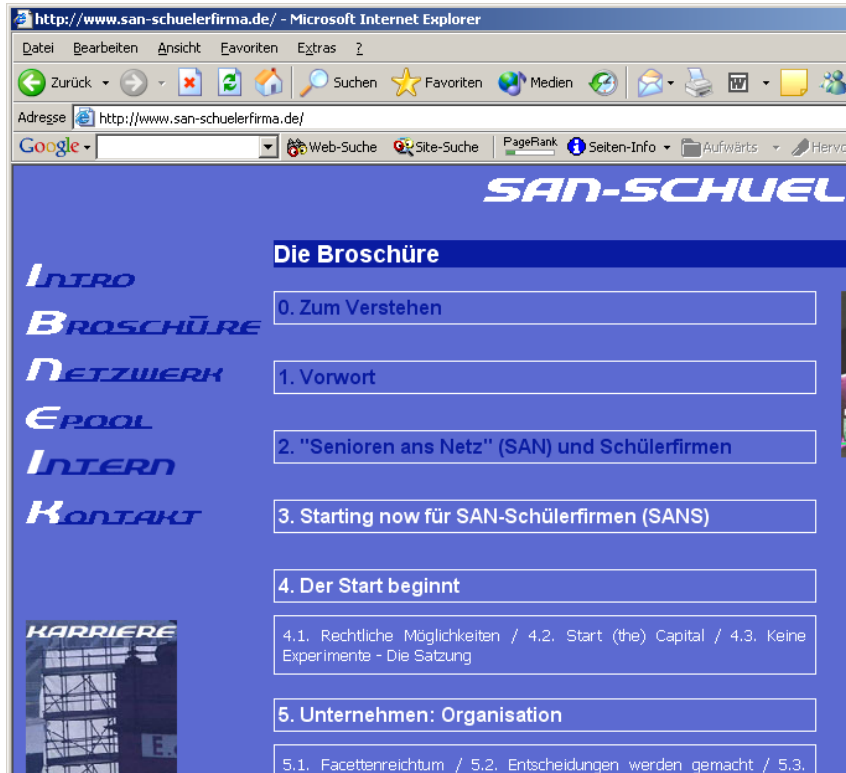 http://www.san-schuelerfirma.de/ - Microsoft Internet Explorer
Datei Bearbeiten Ansicht Favoriten Extras ?
Zurück Suchen Favoriten Medien
Adresse http://www.san-schuelerfirma.de/
Google Web-Suche Site-Suche PageRank Seiten-Info Aufwärts
SAN-SCHUEL
Die Broschüre
Intro
0. Zum Verstehen
Broschüre
Netzwerk
1. Vorwort
Epool
2. "Senioren ans Netz" (SAN) und Schülerfirmen
Intern
Kontakt
3. Starting now für SAN-Schülerfirmen (SANS)
4. Der Start beginnt
KARRIERE
4.1. Rechtliche Möglichkeiten / 4.2. Start (the) Capital / 4.3. Keine
Experimente - Die Satzung
5. Unternehmen: Organisation
5.1. Facettenreichtum / 5.2. Entscheidungen werden gemacht / 5.3.